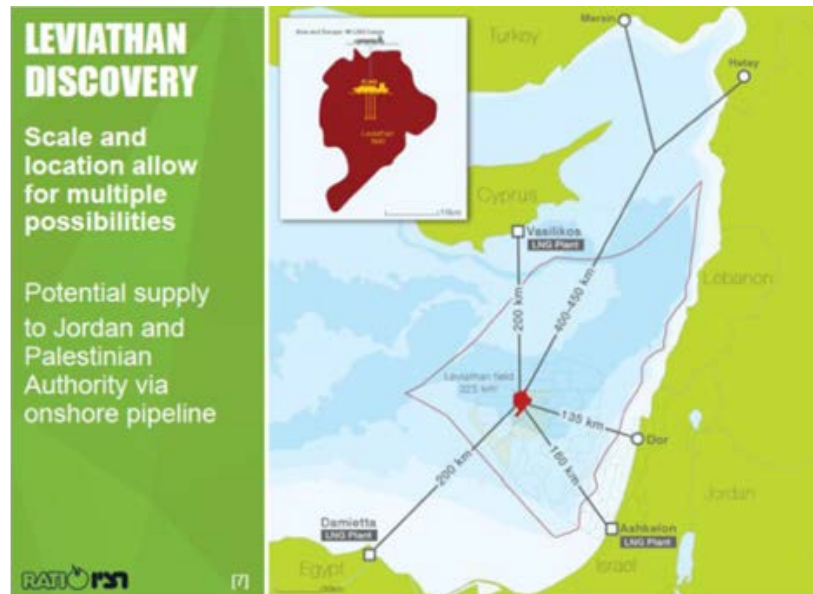 LEVIATHAN
DISCOVERY
Scale and
location allow
for multiple
possibilities
Potential supply
to Jordan and
Palestinian
Authority via
onshore pipeline
RATIO רציו
[7]
Leviathan
field
10km
Turkey
Mersin
Hatay
Cyprus
Vasilikos
LNG Plant
Lebanon
200 km
400-450 km
Leviathan field
325 km²
135 km
Dor
200 km
160 km
Jordan
Damietta
LNG Plant
Ashkelon
LNG Plant
Egypt
Israel